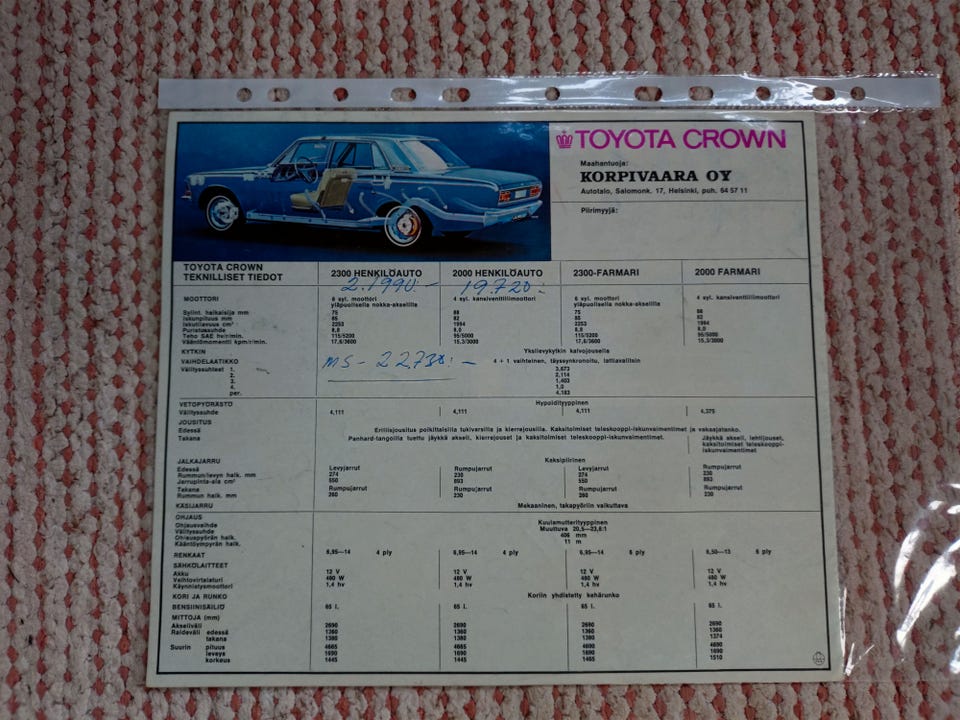 TOYOTA CROWN
Maahantuoja:
KORPIVAARA OY
Autotalo, Salomonk. 17, Helsinki, puh. 64 57 11
Piirimyyjä:
TOYOTA CROWN
TEKNILLISET TIEDOT
2300 HENKILÖAUTO 2000 HENKILÖAUTO 2300-FARMARI 2000 FARMARI
2.1990:- 19.720:-
MOOTTORI 6 syl. moottori 4 syl. kansiventtiilimoottori 6 syl. moottori 4 syl. kansiventtiilimoottori
yläpuolisella nokka-akselilla yläpuolisella nokka-akselilla
Sylint. halkaisija mm 75 88 75 88
Iskunpituus mm 85 82 85 82
Iskutilavuus cm³ 2253 1994 2253 1994
Puristussuhde 8,8 8,0 8,8 8,0
Teho SAE hv/r/min. 115/5200 95/5000 115/5200 95/5000
Vääntömomentti kpm/r/min. 17,6/3600 15,3/3000 17,6/3600 15,3/3000
KYTKIN Yksilevykytkin kalvojousella
VAIHDELAATIKKO 4 + 1 vaihteinen, täyssynkronoitu, lattiavalitsin
MS - 22.730:-
Välityssuhteet 1. 3,673
2. 2,114
3. 1,403
4. 1,0
per. 4,183
VETOPYÖRÄSTÖ Hypoidityyppinen
Välityssuhde 4,111 4,111 4,111 4,375
JOUSITUS
Edessä Erillisjousitus poikittaisilla tukivarsilla ja kierrejousilla. Kaksitoimiset teleskooppi-iskunvaimentimet ja vakaajatanko.
Takana Panhard-tangoilla tuettu jäykkä akseli, kierrejouset ja kaksitoimiset teleskooppi-iskunvaimentimet. Jäykkä akseli, lehtijouset,
kaksitoimiset teleskooppi-
iskunvaimentimet
JALKAJARRU Kaksipiirinen
Edessä Levyjarrut Rumpujarrut Levyjarrut Rumpujarrut
Rummun/levyn halk. mm 274 230 274 230
Jarrupinta-ala cm² 550 893 550 893
Takana Rumpujarrut Rumpujarrut Rumpujarrut Rumpujarrut
Rummun halk. mm 260 230 260 230
KÄSIJARRU Mekaaninen, takapyöriin vaikuttava
OHJAUS
Ohjausvaihde Kuulamutterityyppinen
Välityssuhde Muuttuva 20,5—23,6:1
Ohjauspyörän halk. 406 mm
Kääntöympyrän halk. 11 m
RENKAAT 6,95—14 4 ply 6,95—14 4 ply 6,95—14 6 ply 6,50—13 6 ply
SÄHKÖLAITTEET
Akku 12 V 12 V 12 V 12 V
Vaihtovirtalaturi 480 W 480 W 480 W 480 W
Käynnistysmoottori 1,4 hv 1,4 hv 1,4 hv 1,4 hv
KORI JA RUNKO Koriin yhdistetty kehärunko
BENSIINISÄILIÖ 65 l. 65 l. 65 l. 65 l.
MITTOJA (mm)
Akseliväli 2690 2690 2690 2690
Raideväli edessä 1360 1360 1360 1360
takana 1380 1380 1380 1374
Suurin pituus 4665 4665 4690 4690
leveys 1690 1690 1690 1690
korkeus 1445 1445 1465 1510